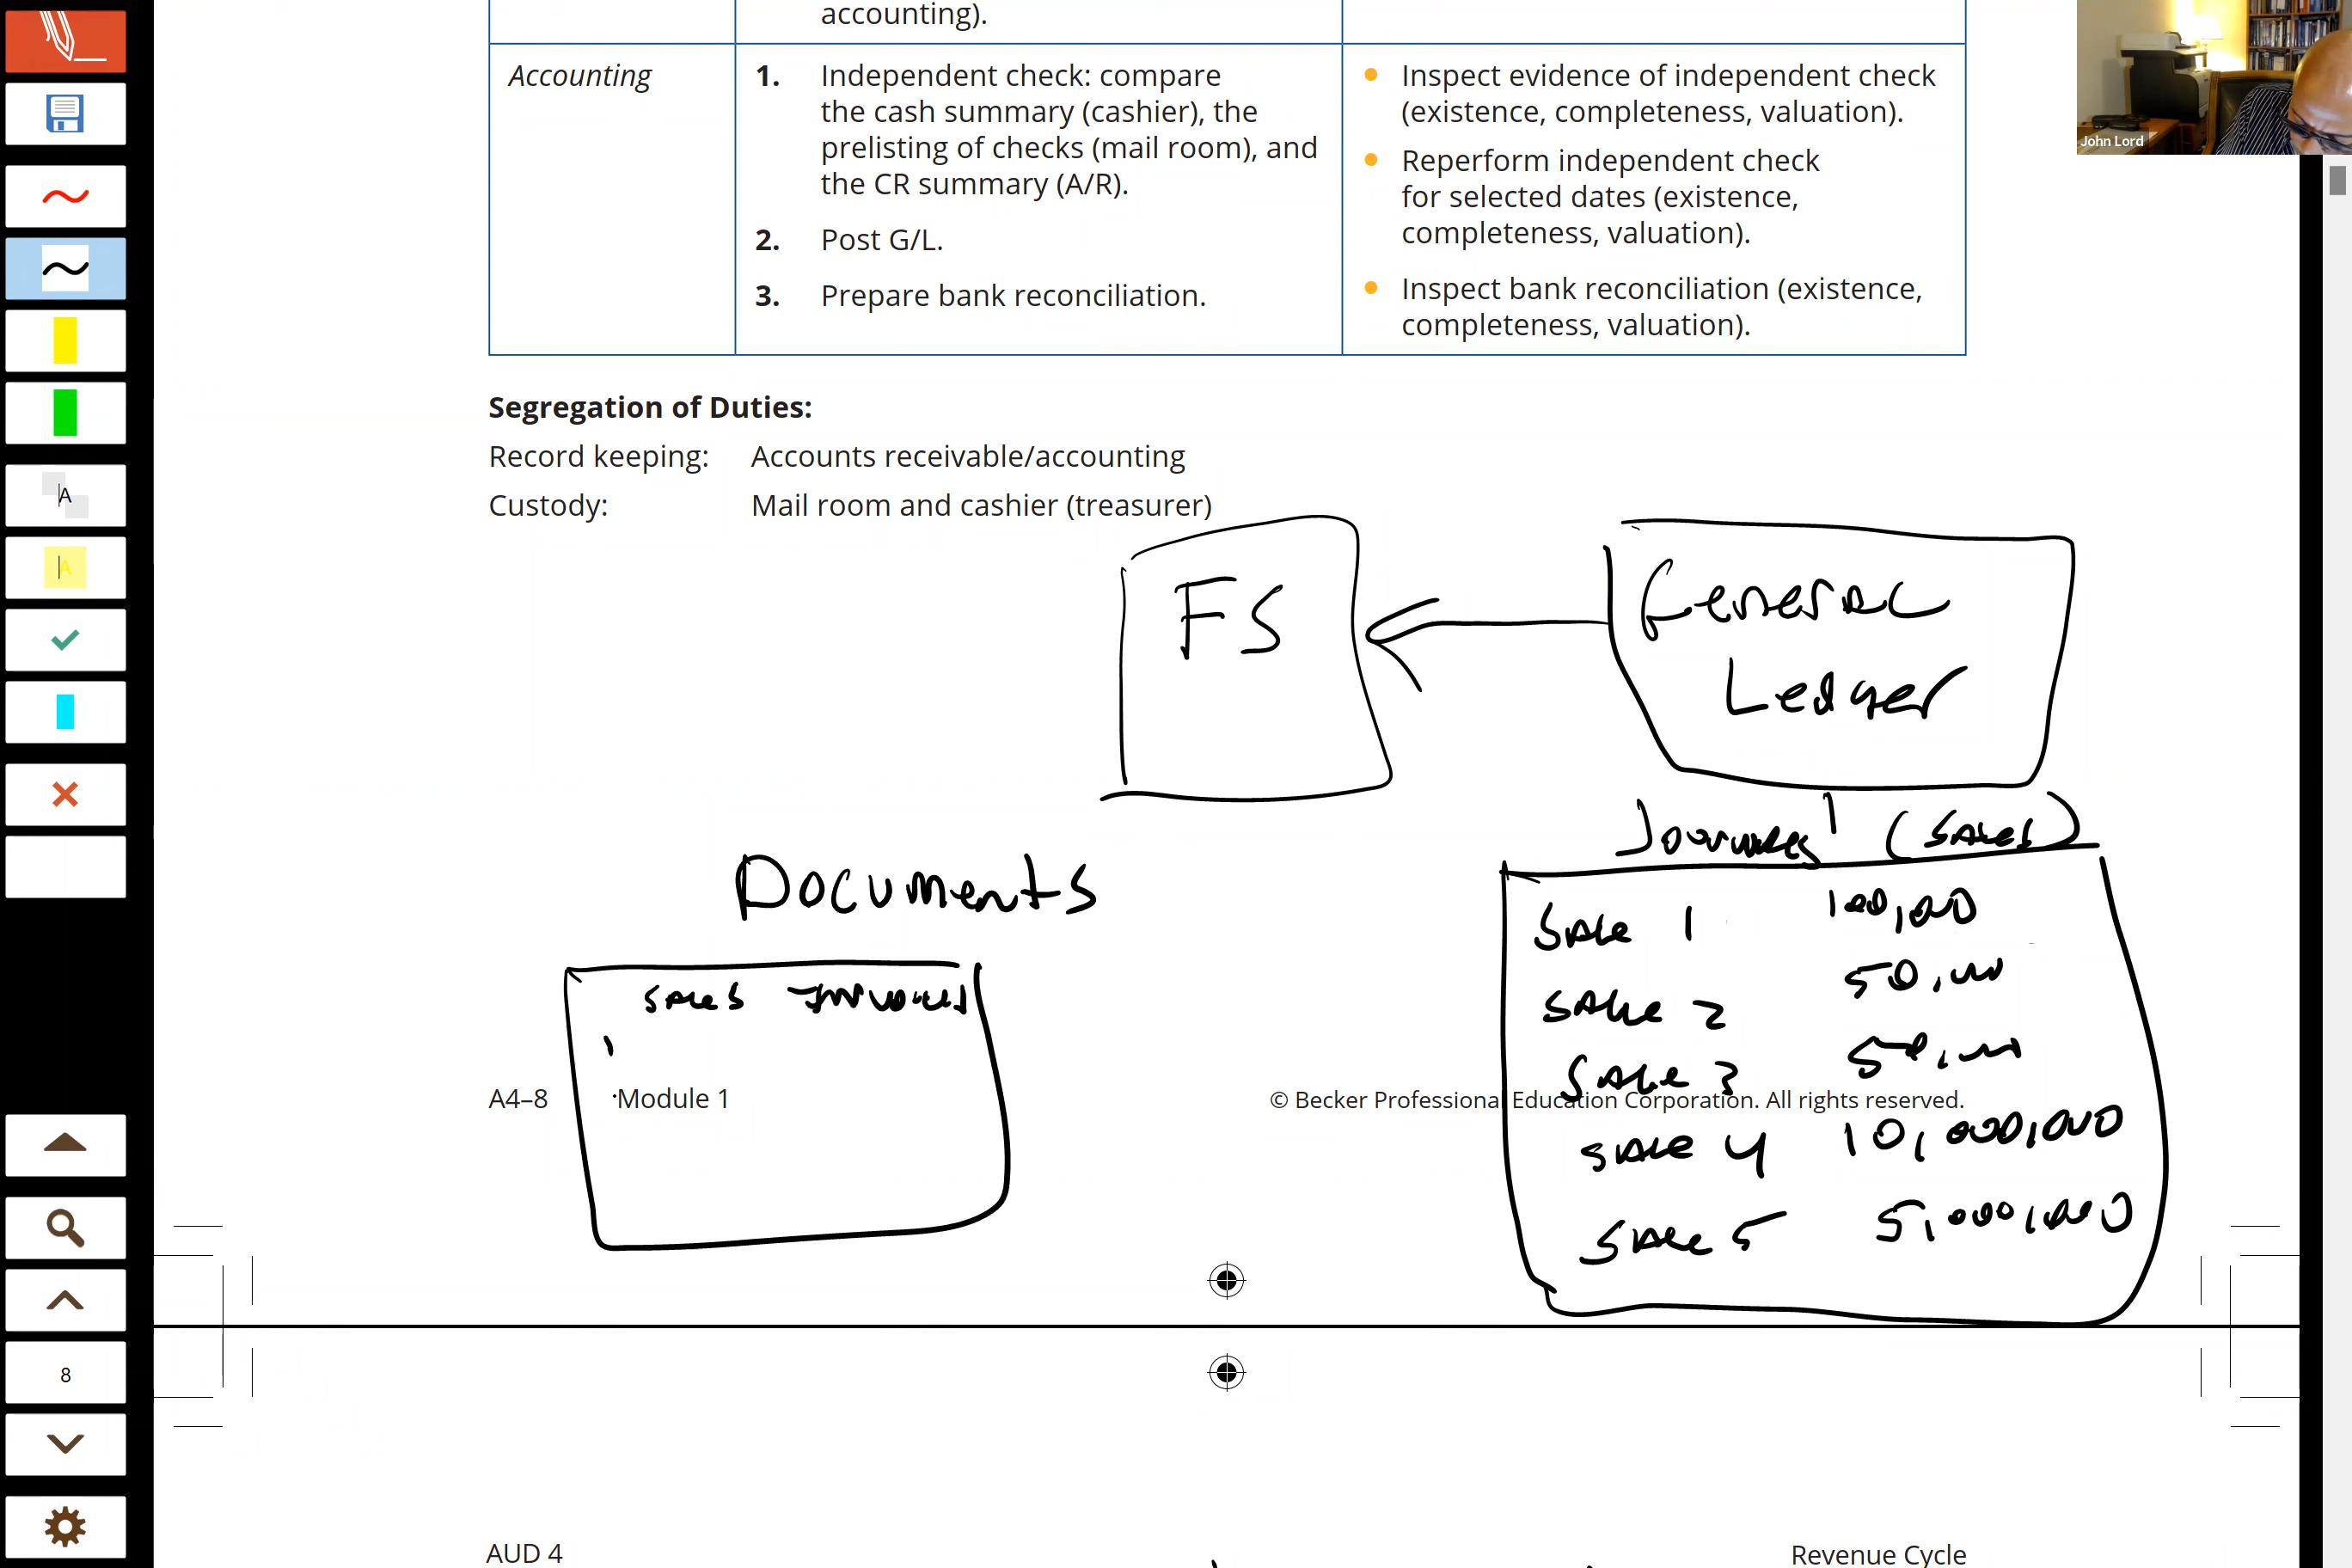 accounting).
Accounting
1. Independent check: compare
the cash summary (cashier), the
prelisting of checks (mail room), and
the CR summary (A/R).
2. Post G/L.
3. Prepare bank reconciliation.
Inspect evidence of independent check
(existence, completeness, valuation).
Reperform independent check
for selected dates (existence,
completeness, valuation).
Inspect bank reconciliation (existence,
completeness, valuation).
John Lord
Segregation of Duties:
Record keeping: Accounts receivable/accounting
Custody: Mail room and cashier (treasurer)
FS
General
Ledger
(Sales)
Documents
Sales Invoices
Sale 1 100,000
Sale 2
Sale 3
Sale 4 10,000,000
Sale 5 5,000,000
A4–8 Module 1
© Becker Professional Education Corporation. All rights reserved.
A
A
8
AUD 4
Revenue Cycle